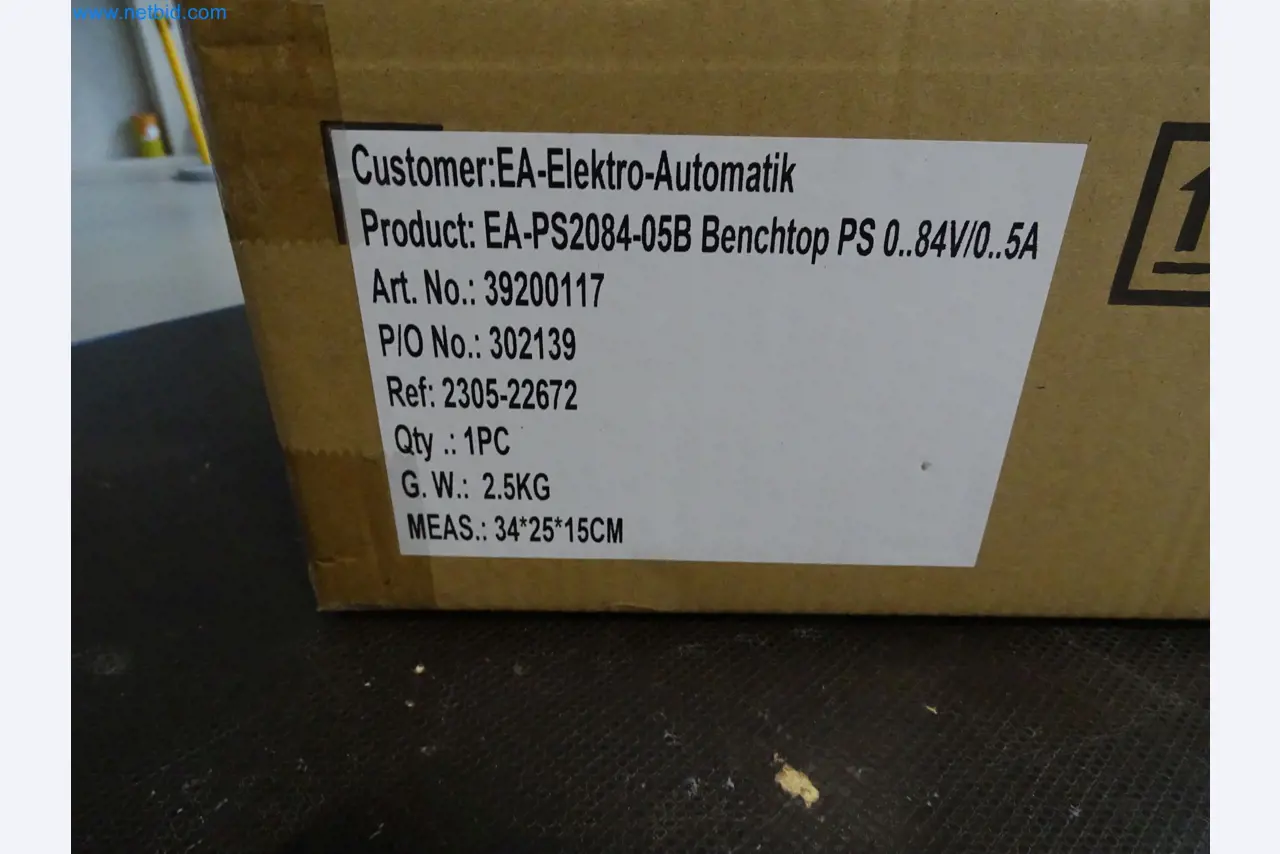 www.netbid.com
Customer:EA-Elektro-Automatik
Product: EA-PS2084-05B Benchtop PS 0..84V/0..5A
Art. No.: 39200117
P/O No.: 302139
Ref: 2305-22672
Qty .: 1PC
G. W.: 2.5KG
MEAS.: 34*25*15CM